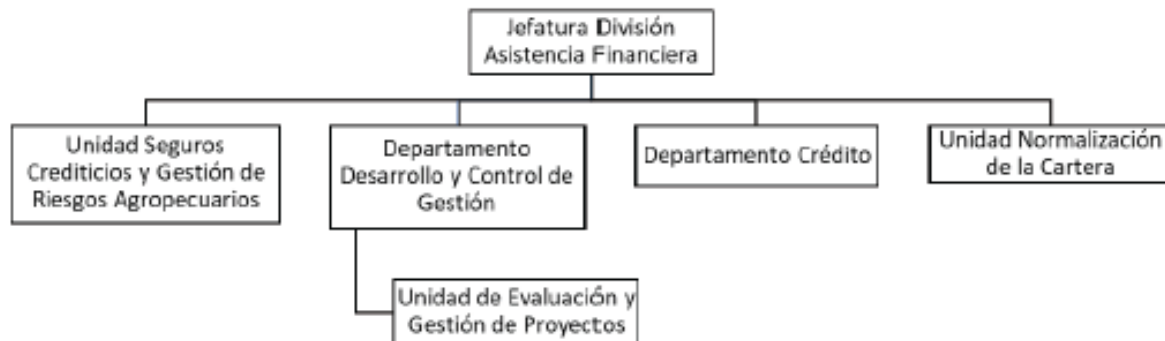 Jefatura División
Asistencia Financiera
Unidad Seguros
Crediticios y Gestión de
Riesgos Agropecuarios
Departamento
Desarrollo y Control de
Gestión
Departamento Crédito
Unidad Normalización
de la Cartera
Unidad de Evaluación y
Gestión de Proyectos